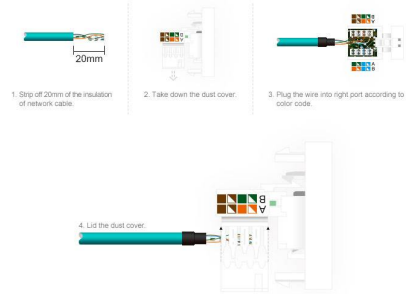 20mm
1. Strip off 20mm of the insulation
of network cable.
2. Take down the dust cover.
3. Plug the wire into right port according to
color code.
B
A
A
B
4. Lid the dust cover.
B
A